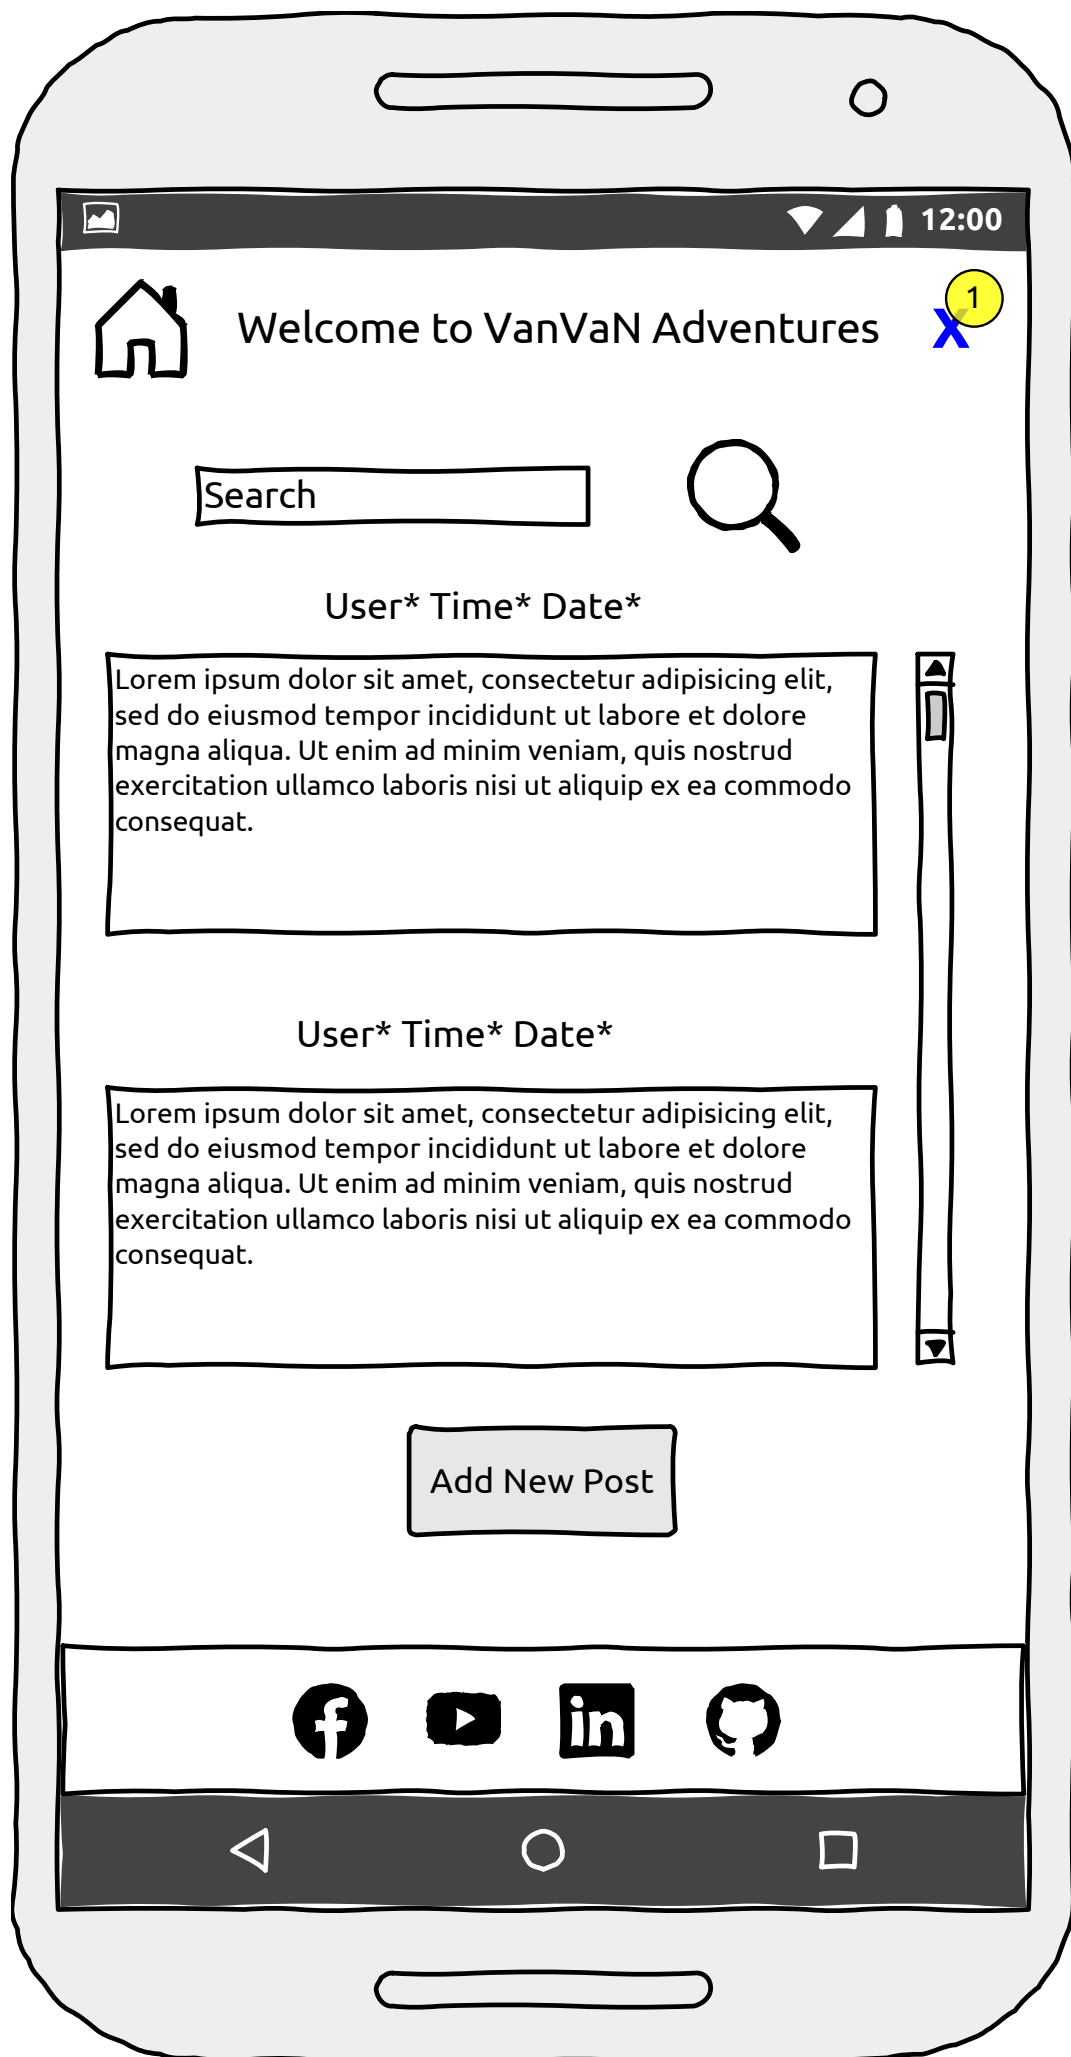 12:00
Welcome to VanVaN Adventures
X
1
Search
User* Time* Date*
Lorem ipsum dolor sit amet, consectetur adipisicing elit,
sed do eiusmod tempor incididunt ut labore et dolore
magna aliqua. Ut enim ad minim veniam, quis nostrud
exercitation ullamco laboris nisi ut aliquip ex ea commodo
consequat.
User* Time* Date*
Lorem ipsum dolor sit amet, consectetur adipisicing elit,
sed do eiusmod tempor incididunt ut labore et dolore
magna aliqua. Ut enim ad minim veniam, quis nostrud
exercitation ullamco laboris nisi ut aliquip ex ea commodo
consequat.
Add New Post
f
in